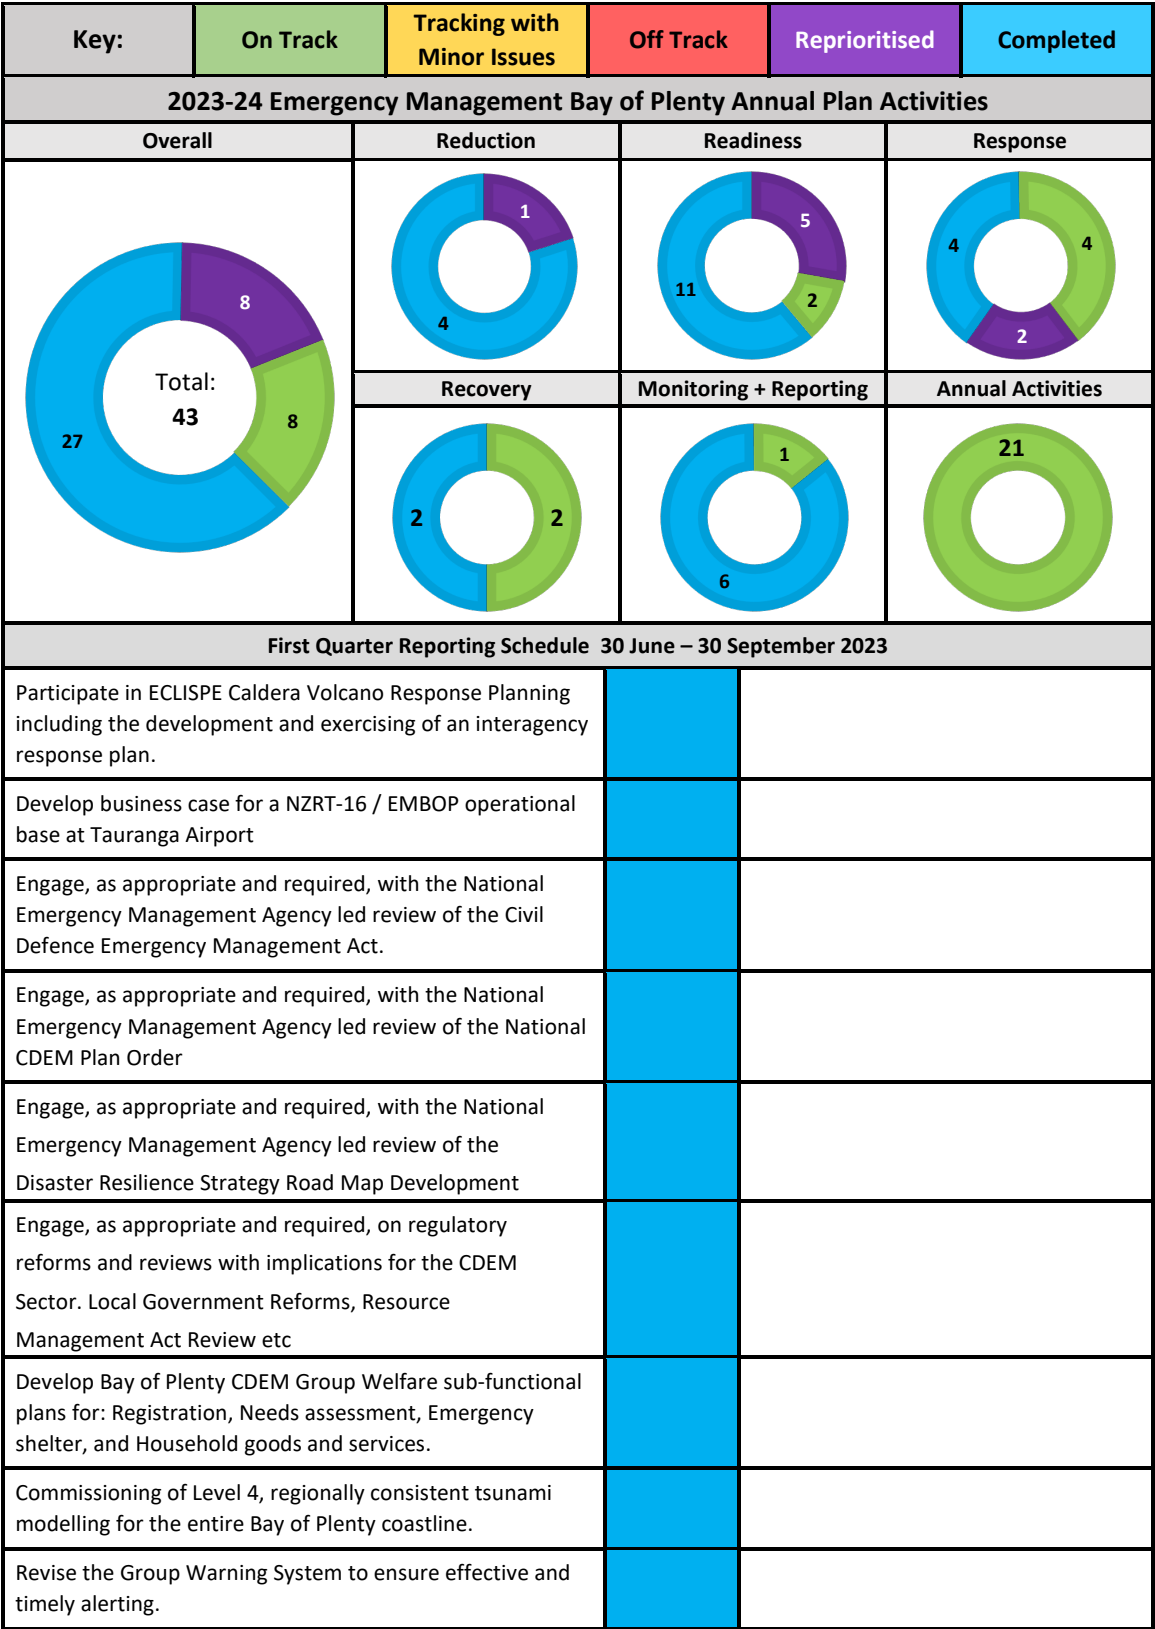 Key:
On Track
Tracking with
Minor Issues
Off Track
Reprioritised
Completed
2023-24 Emergency Management Bay of Plenty Annual Plan Activities
Overall
Reduction
Readiness
Response
8
8
27
Total:
43
1
4
5
2
11
4
2
4
Recovery
Monitoring + Reporting
Annual Activities
2
2
1
6
21
First Quarter Reporting Schedule 30 June – 30 September 2023
Participate in ECLISPE Caldera Volcano Response Planning
including the development and exercising of an interagency
response plan.
Develop business case for a NZRT-16 / EMBOP operational
base at Tauranga Airport
Engage, as appropriate and required, with the National
Emergency Management Agency led review of the Civil
Defence Emergency Management Act.
Engage, as appropriate and required, with the National
Emergency Management Agency led review of the National
CDEM Plan Order
Engage, as appropriate and required, with the National
Emergency Management Agency led review of the
Disaster Resilience Strategy Road Map Development
Engage, as appropriate and required, on regulatory
reforms and reviews with implications for the CDEM
Sector. Local Government Reforms, Resource
Management Act Review etc
Develop Bay of Plenty CDEM Group Welfare sub-functional
plans for: Registration, Needs assessment, Emergency
shelter, and Household goods and services.
Commissioning of Level 4, regionally consistent tsunami
modelling for the entire Bay of Plenty coastline.
Revise the Group Warning System to ensure effective and
timely alerting.